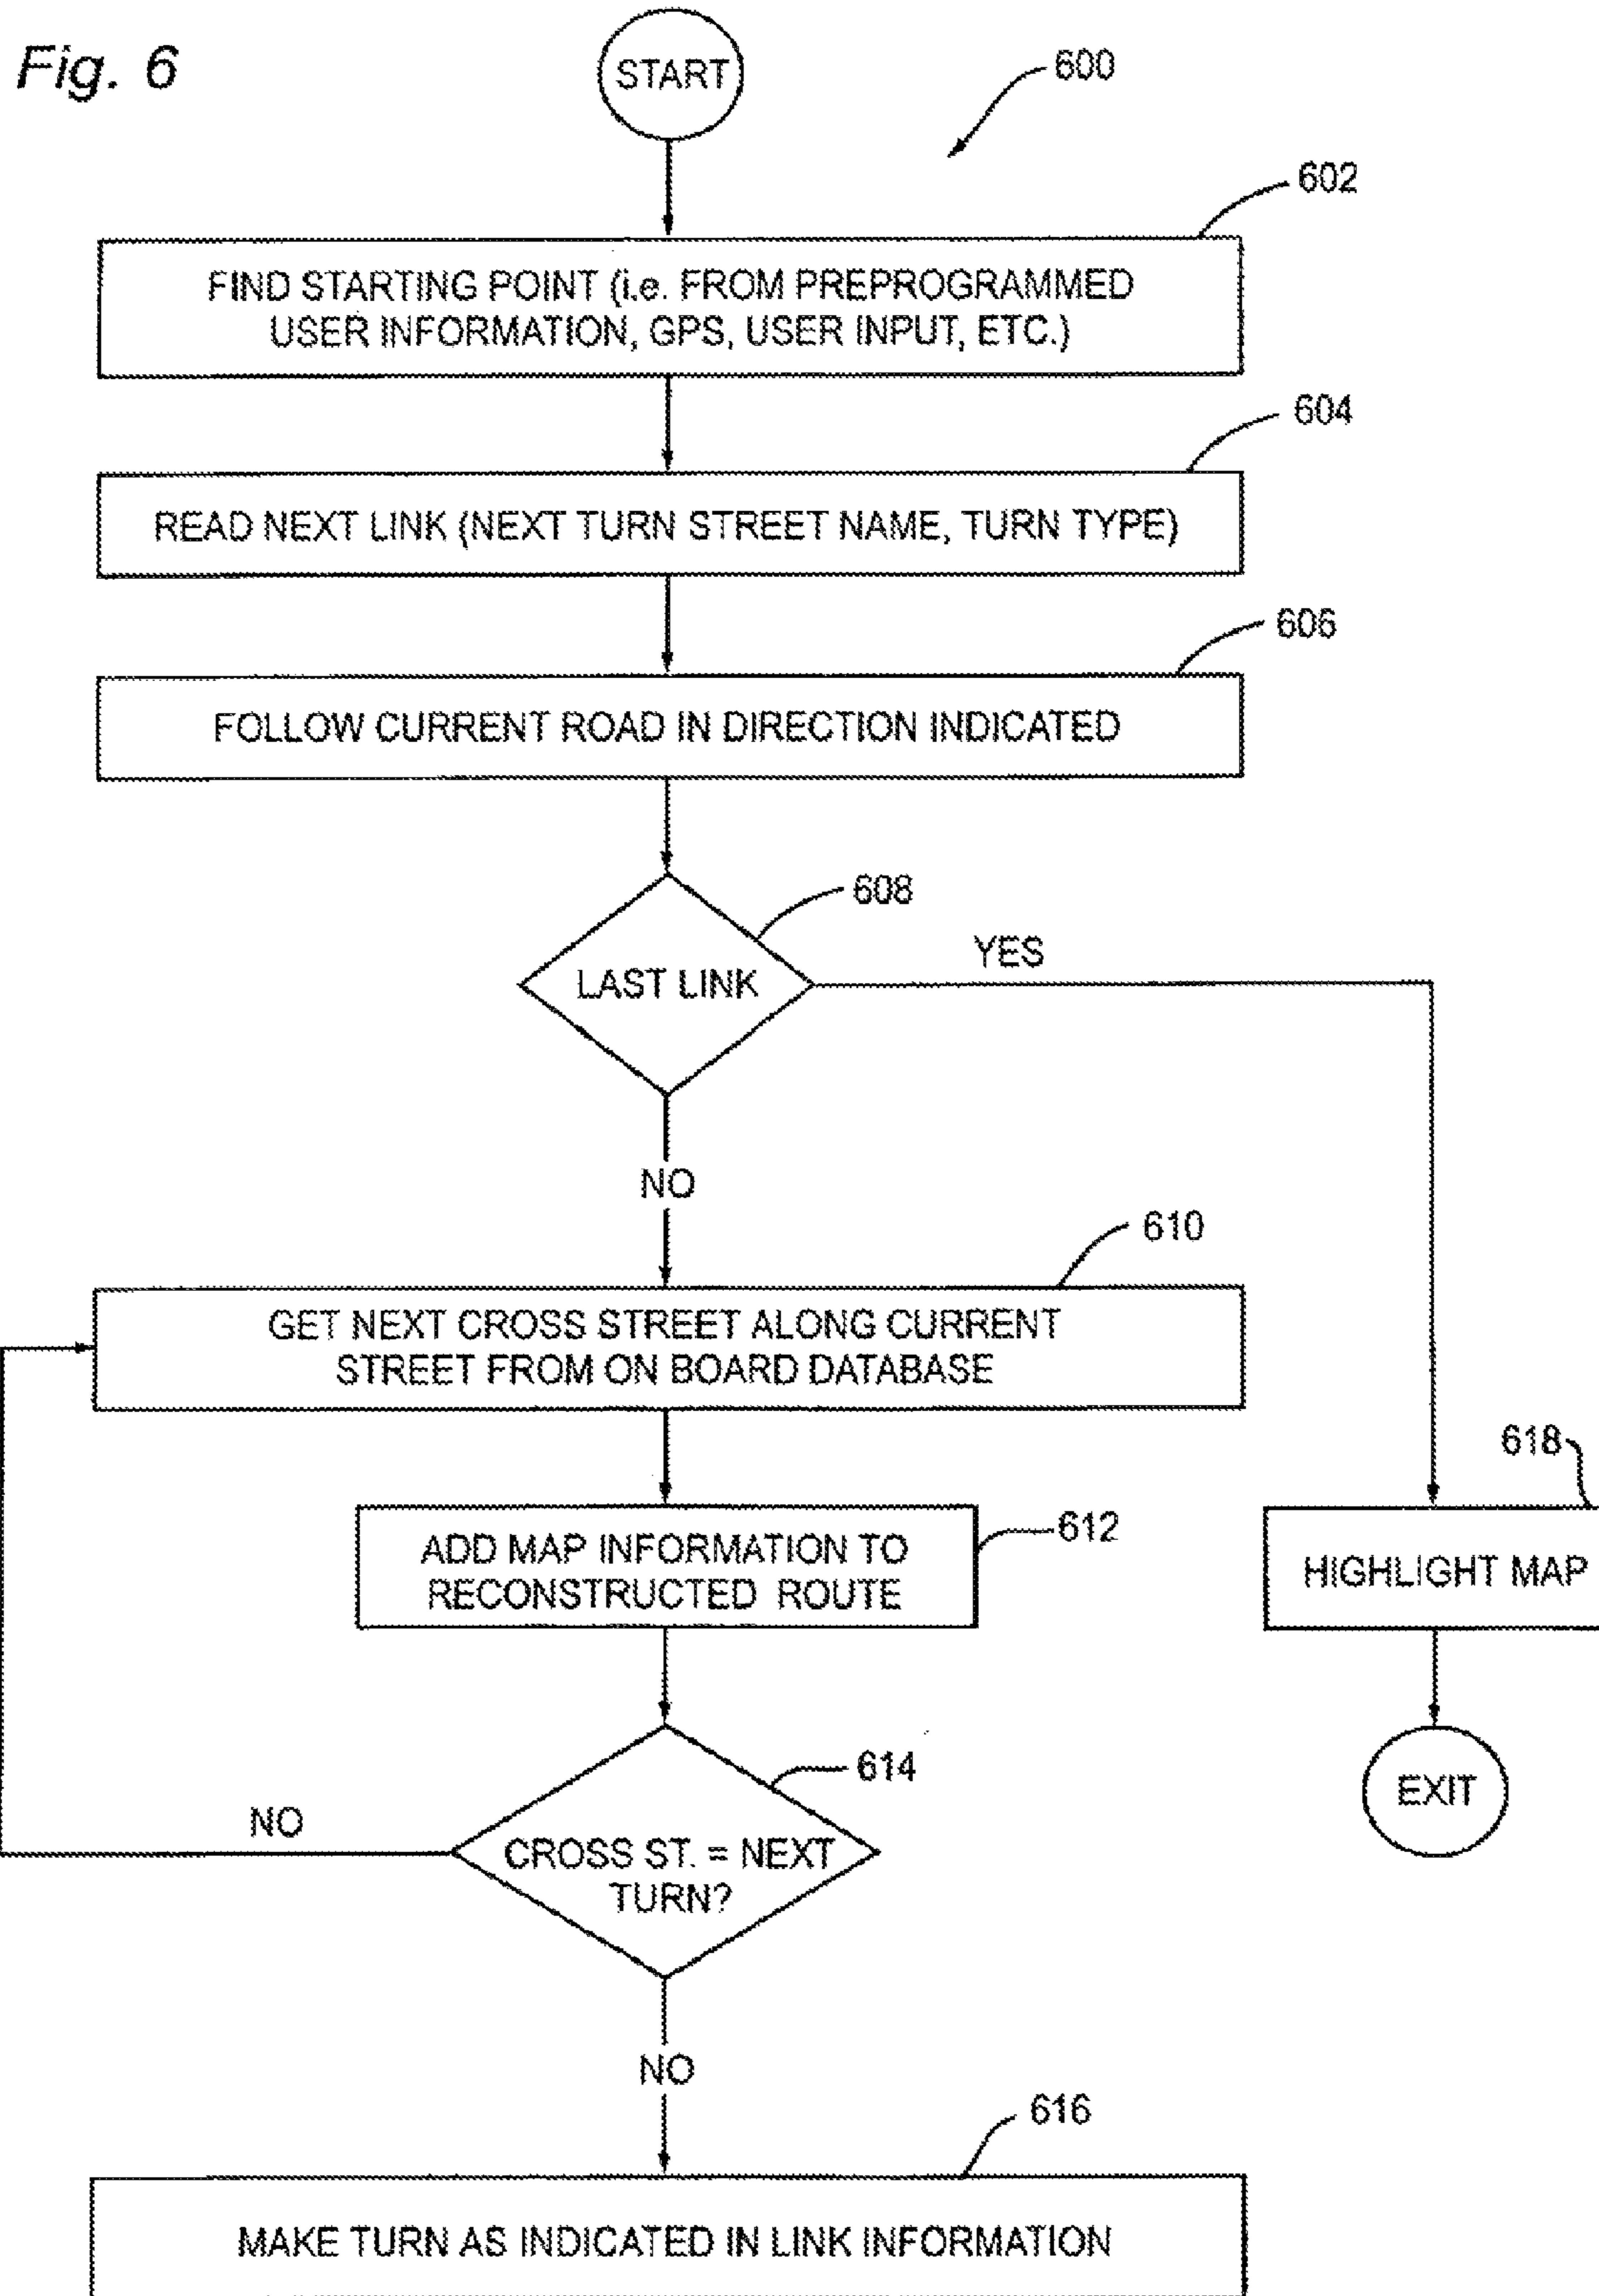 Fig. 6
START
600
602
FIND STARTING POINT (i.e. FROM PREPROGRAMMED
USER INFORMATION, GPS, USER INPUT, ETC.)
604
READ NEXT LINK (NEXT TURN STREET NAME, TURN TYPE)
606
FOLLOW CURRENT ROAD IN DIRECTION INDICATED
608
LAST LINK
YES
NO
610
GET NEXT CROSS STREET ALONG CURRENT
STREET FROM ON BOARD DATABASE
618
612
ADD MAP INFORMATION TO
RECONSTRUCTED ROUTE
HIGHLIGHT MAP
614
EXIT
NO
CROSS ST. = NEXT
TURN?
NO
616
MAKE TURN AS INDICATED IN LINK INFORMATION